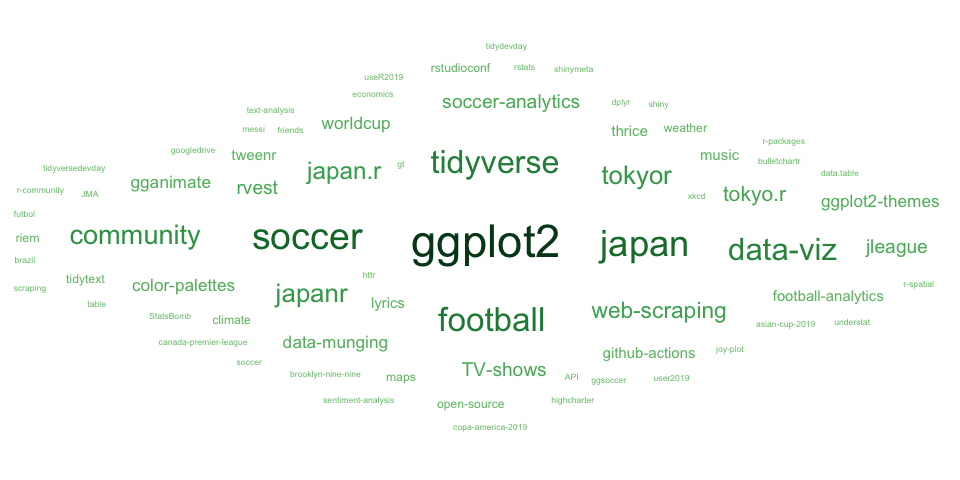 tidydevday
rstudioconf rstats shinymeta
useR2019
economics
soccer-analytics dplyr shiny
text-analysis
messi friends worldcup thrice weather
r-packages
googledrive tweenr music bulletchartr
tidyversedevday japan.r gt tidyverse tokyor data.table
r-community JMA gganimate rvest xkcd tokyo.r ggplot2-themes
futbol
riem community soccer ggplot2 japan data-viz jleague
brazil
scraping tidytext color-palettes httr r-spatial
table japanr lyrics football-analytics
StatsBomb climate football web-scraping asian-cup-2019 understat
canada-premier-league data-munging github-actions joy-plot
soccer
brooklyn-nine-nine maps TV-shows API ggsoccer user2019
sentiment-analysis open-source highcharter
copa-america-2019